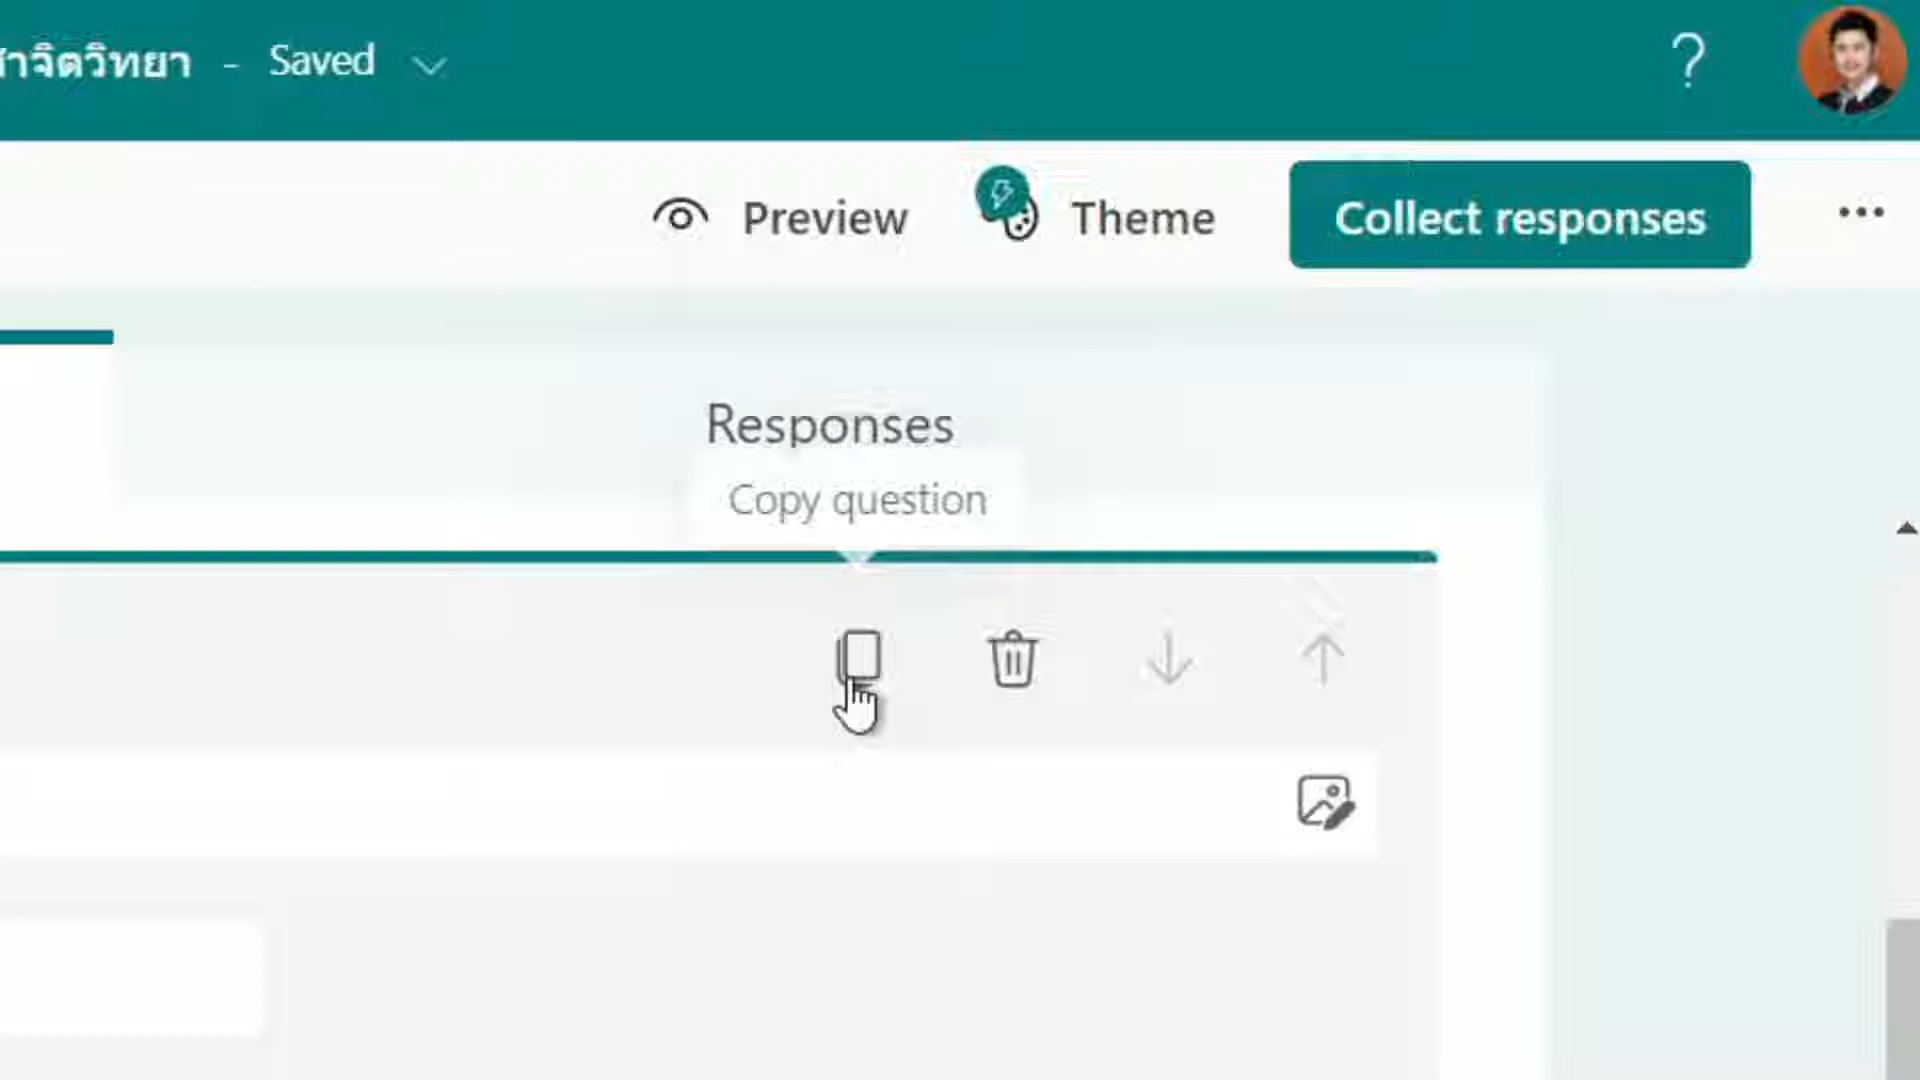 าจิตวิทยา - Saved
?
Preview
Theme
Collect responses
Responses
Copy question